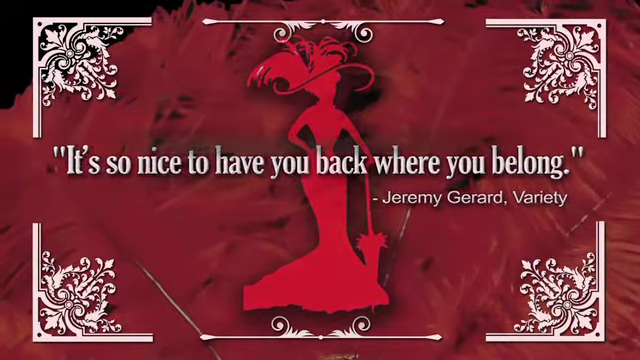 "It's so nice to have you back where you belong."
- Jeremy Gerard, Variety